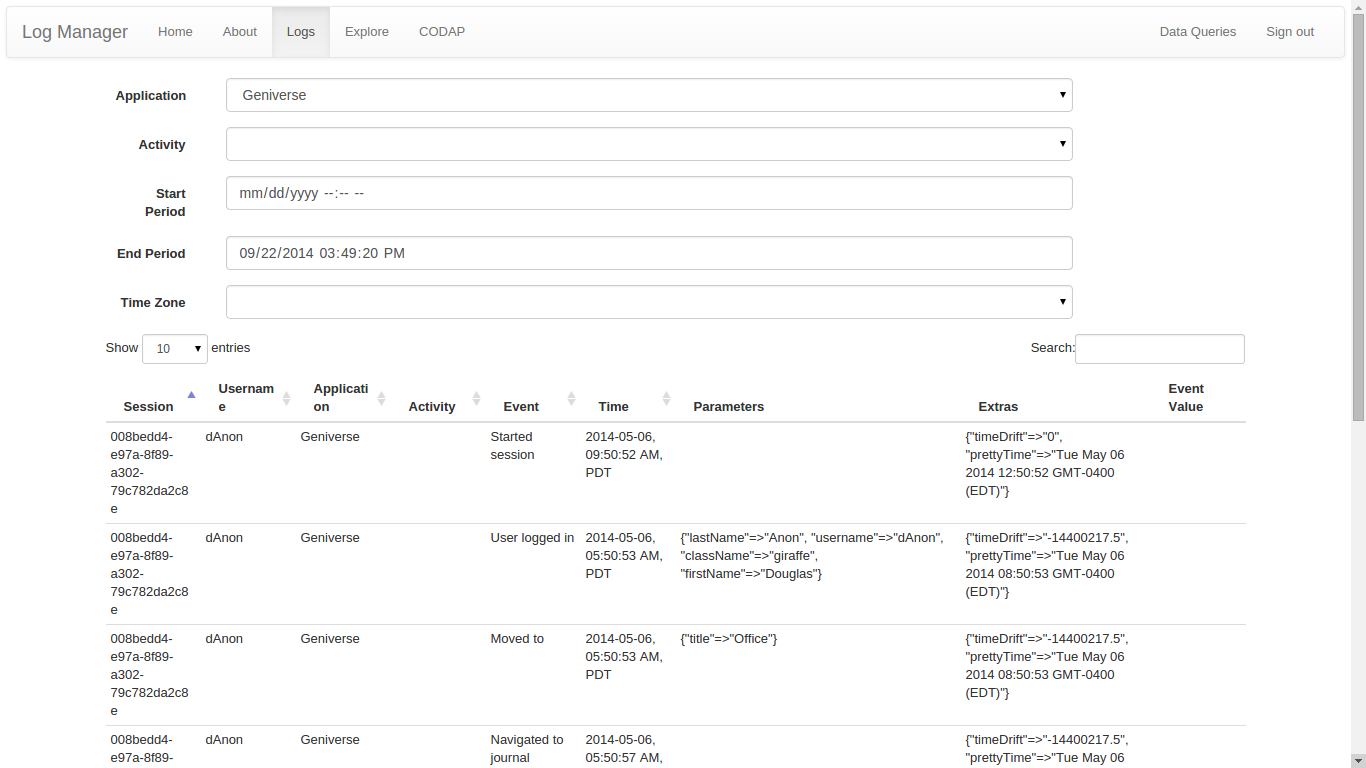 Log Manager Home About Logs Explore CODAP Data Queries Sign out
Application Geniverse
Activity
Start
Period
mm/dd/yyyy --:-- --
End Period 09/22/2014 03:49:20 PM
Time Zone
Show 10 entries Search:
Session
Usernam
e
Applicati
on
Activity
Event
Time
Parameters
Extras
Event
Value
008bedd4-
e97a-8f89-
a302-
79c782da2c8
e
dAnon
Geniverse
Started
session
2014-05-06,
09:50:52 AM,
PDT
{"timeDrift"=>"0",
"prettyTime"=>"Tue May 06
2014 12:50:52 GMT-0400
(EDT)"}
008bedd4-
e97a-8f89-
a302-
79c782da2c8
e
dAnon
Geniverse
User logged in
2014-05-06,
05:50:53 AM,
PDT
{"lastName"=>"Anon", "username"=>"dAnon",
"className"=>"giraffe",
"firstName"=>"Douglas"}
{"timeDrift"=>"-14400217.5",
"prettyTime"=>"Tue May 06
2014 08:50:53 GMT-0400
(EDT)"}
008bedd4-
e97a-8f89-
a302-
79c782da2c8
e
dAnon
Geniverse
Moved to
2014-05-06,
05:50:53 AM,
PDT
{"title"=>"Office"}
{"timeDrift"=>"-14400217.5",
"prettyTime"=>"Tue May 06
2014 08:50:53 GMT-0400
(EDT)"}
008bedd4-
e97a-8f89-
dAnon
Geniverse
Navigated to
journal
2014-05-06,
05:50:57 AM,
{"timeDrift"=>"-14400217.5",
"prettyTime"=>"Tue May 06